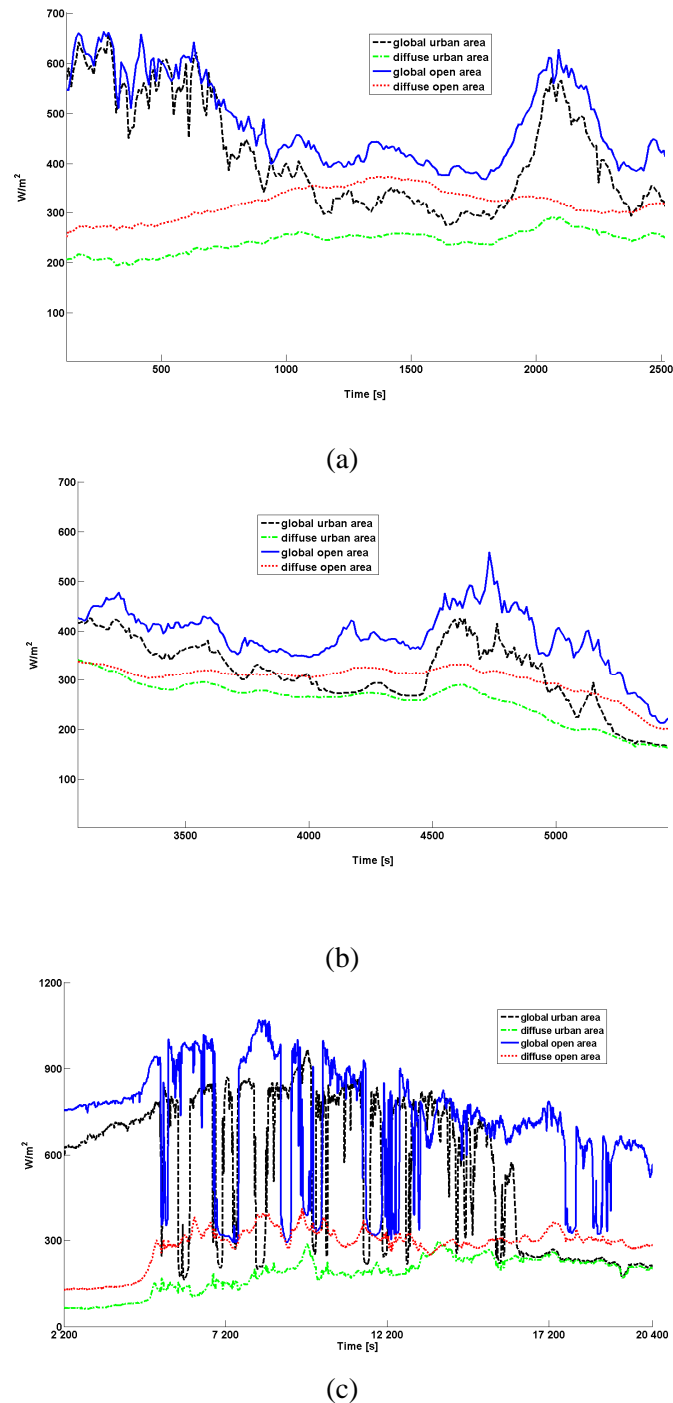 700
600
500
400
300
200
100
W/m²
global urban area
diffuse urban area
global open area
diffuse open area
500
1000
1500
2000
2500
Time [s]
(a)
700
600
500
400
300
200
100
W/m²
global urban area
diffuse urban area
global open area
diffuse open area
3500
4000
4500
5000
Time [s]
(b)
1200
900
600
300
0
W/m²
global urban area
diffuse urban area
global open area
diffuse open area
2 200
7 200
12 200
17 200
20 400
Time [s]
(c)